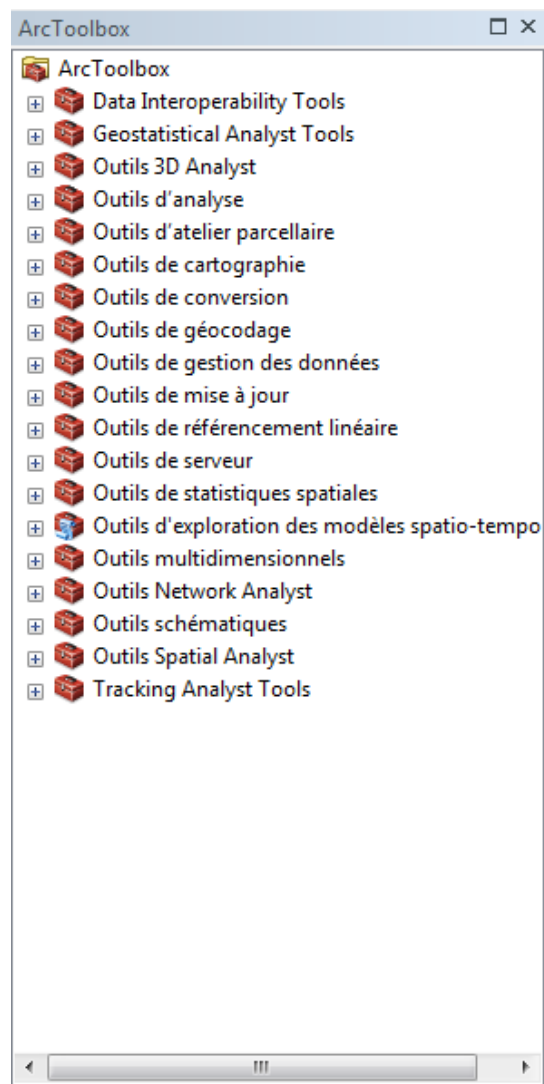 ArcToolbox
ArcToolbox
Data Interoperability Tools
Geostatistical Analyst Tools
Outils 3D Analyst
Outils d'analyse
Outils d'atelier parcellaire
Outils de cartographie
Outils de conversion
Outils de géocodage
Outils de gestion des données
Outils de mise à jour
Outils de référencement linéaire
Outils de serveur
Outils de statistiques spatiales
Outils d'exploration des modèles spatio-tempo
Outils multidimensionnels
Outils Network Analyst
Outils schématiques
Outils Spatial Analyst
Tracking Analyst Tools